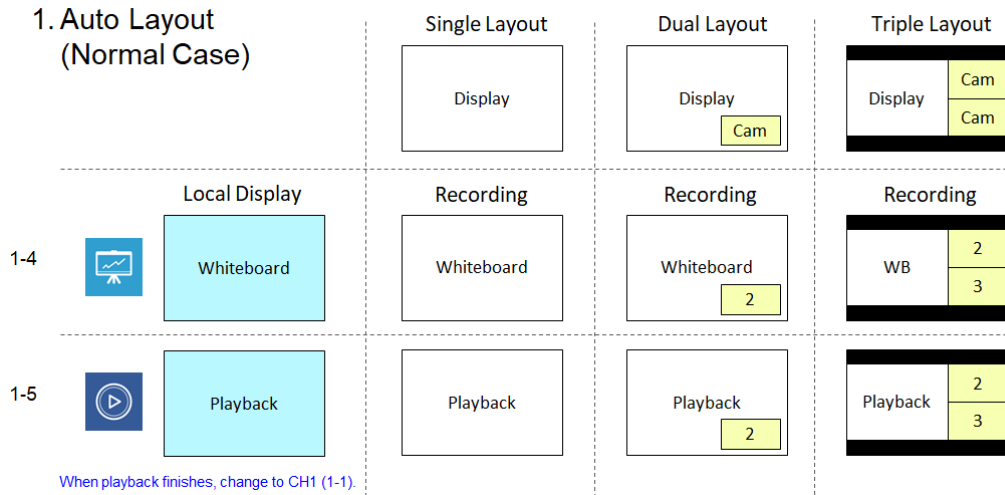 1. Auto Layout
(Normal Case)
Single Layout
Dual Layout
Triple Layout
Display
Display
Cam
Display
Cam
Cam
Local Display
Recording
Recording
Recording
1-4
Whiteboard
Whiteboard
Whiteboard
2
WB
2
3
1-5
Playback
Playback
Playback
2
Playback
2
3
When playback finishes, change to CH1 (1-1).